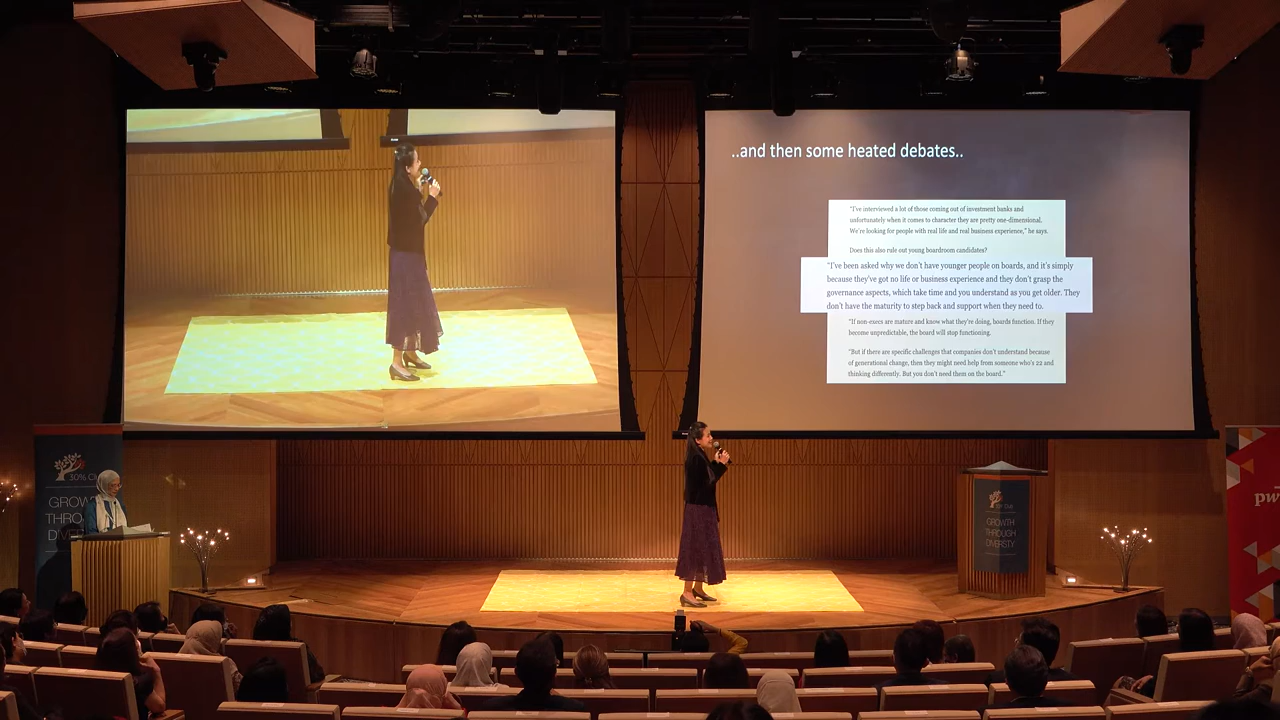 ..and then some heated debates..
"I've interviewed a lot of those coming out of investment banks and
unfortunately when it comes to character they are pretty one-dimensional.
We're looking for people with real life and real business experience," he says.
Does this also rule out young boardroom candidates?
"I've been asked why we don't have younger people on boards, and it's simply
because they've got no life or business experience and they don't grasp the
governance aspects, which take time and you understand as you get older. They
don't have the maturity to step back and support when they need to.
"If non-execs are mature and know what they're doing, boards function. If they
become unpredictable, the board will stop functioning.
"But if there are specific challenges that companies don't understand because
of generational change, then they might need help from someone who's 22 and
thinking differently. But you don't need them on the board."
30% Club
GROW
THRO
DIVE
30% Club
GROWTH
THROUGH
DIVERSITY
pw